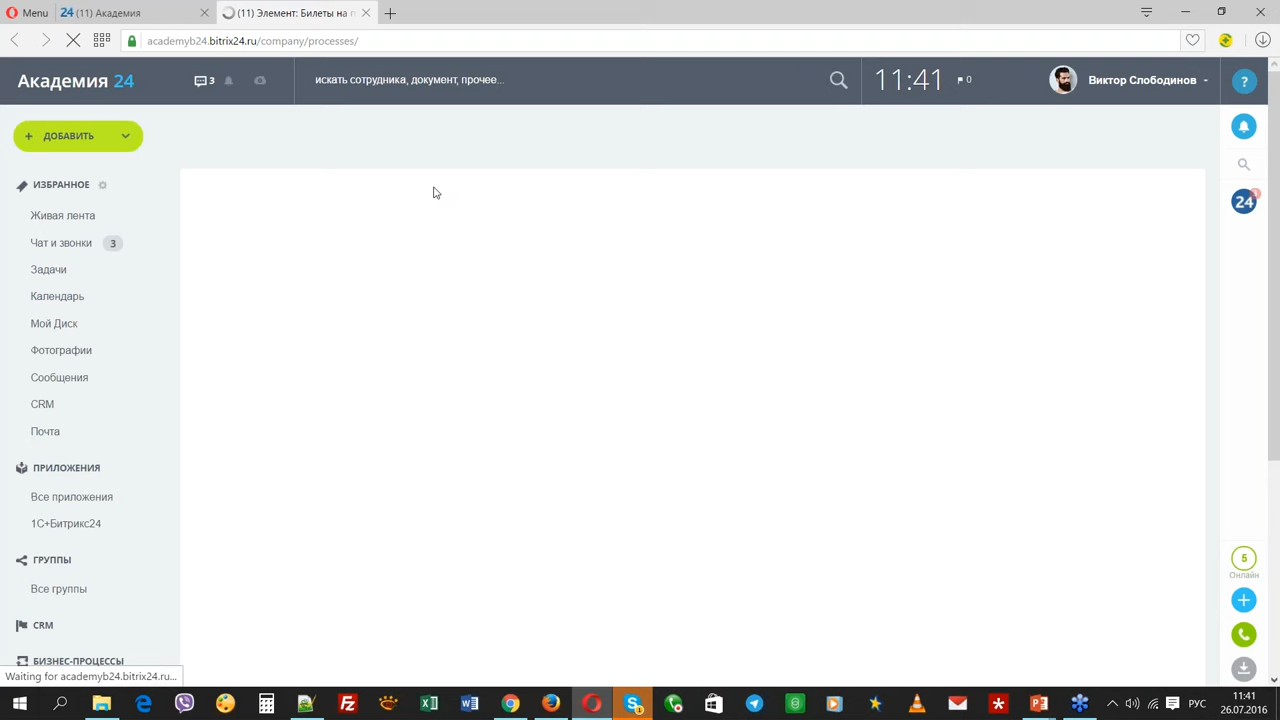 Menu
24 (11) Академия
(11) Элемент: Билеты на п
academyb24.bitrix24.ru/company/processes/
Академия 24
3
искать сотрудника, документ, прочее...
11:41
0
Виктор Слободинов
?
+ ДОБАВИТЬ
ИЗБРАННОЕ
Живая лента
Чат и звонки 3
Задачи
Календарь
Мой Диск
Фотографии
Сообщения
CRM
Почта
ПРИЛОЖЕНИЯ
Все приложения
1С+Битрикс24
ГРУППЫ
Все группы
CRM
БИЗНЕС-ПРОЦЕССЫ
24
5
Онлайн
Waiting for academyb24.bitrix24.ru...
РУС
11:41
26.07.2016